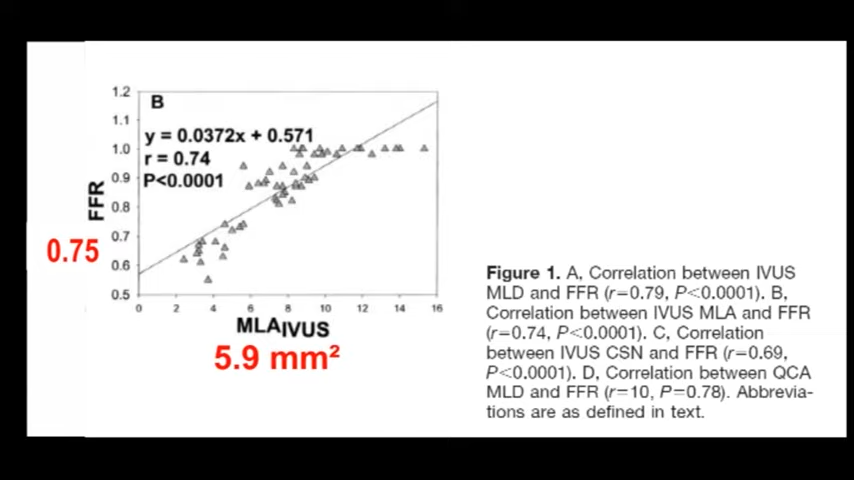 B
y = 0.0372x + 0.571
r = 0.74
P<0.0001
1.2
1.1
1.0
0.9
0.8
0.7
0.6
0.5
FFR
0.75
0 2 4 6 8 10 12 14 16
MLAIVUS
5.9 mm²
Figure 1. A, Correlation between IVUS
MLD and FFR (r=0.79, P<0.0001). B,
Correlation between IVUS MLA and FFR
(r=0.74, P<0.0001). C, Correlation
between IVUS CSN and FFR (r=0.69,
P<0.0001). D, Correlation between QCA
MLD and FFR (r=10, P=0.78). Abbrevia-
tions are as defined in text.